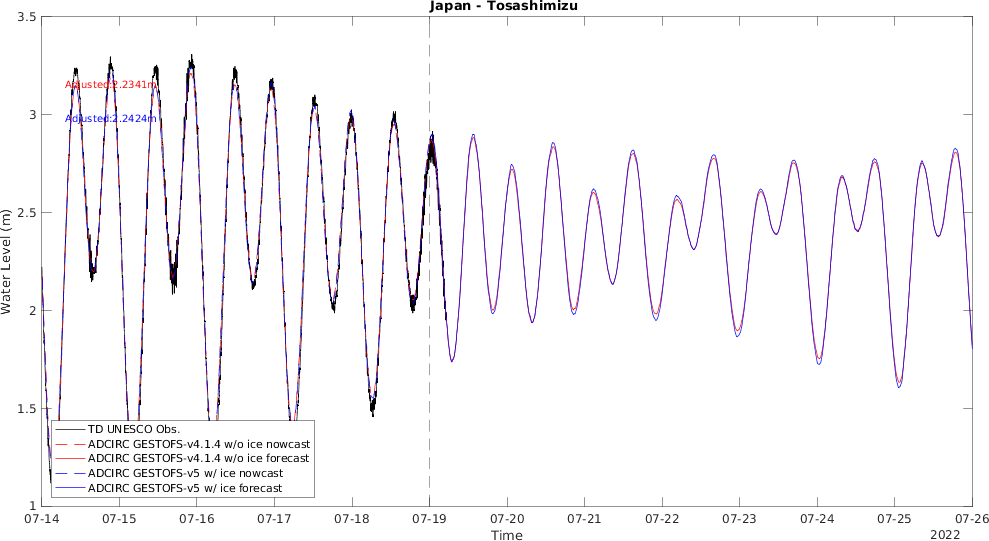 Japan - Tosashimizu
3.5
3
2.5
2
1.5
1
Water Level (m)
Adjusted:2.2341m
Adjusted:2.2424m
TD UNESCO Obs.
ADCIRC GESTOFS-v4.1.4 w/o ice nowcast
ADCIRC GESTOFS-v4.1.4 w/o ice forecast
ADCIRC GESTOFS-v5 w/ ice nowcast
ADCIRC GESTOFS-v5 w/ ice forecast
07-14 07-15 07-16 07-17 07-18 07-19 07-20 07-21 07-22 07-23 07-24 07-25 07-26
Time
2022